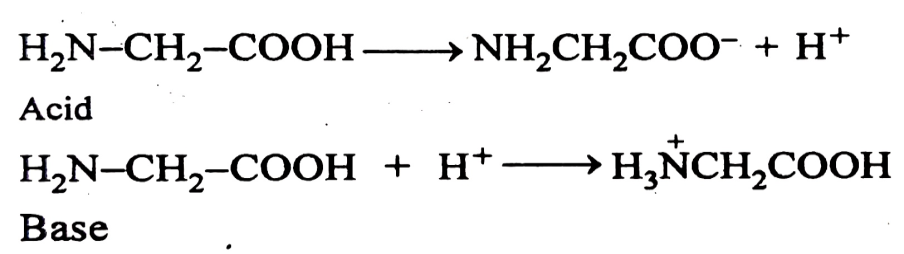 H₂N–CH₂–COOH ⟶ NH₂CH₂COO⁻ + H⁺
Acid
H₂N–CH₂–COOH + H⁺ ⟶ H₃N⁺CH₂COOH
Base